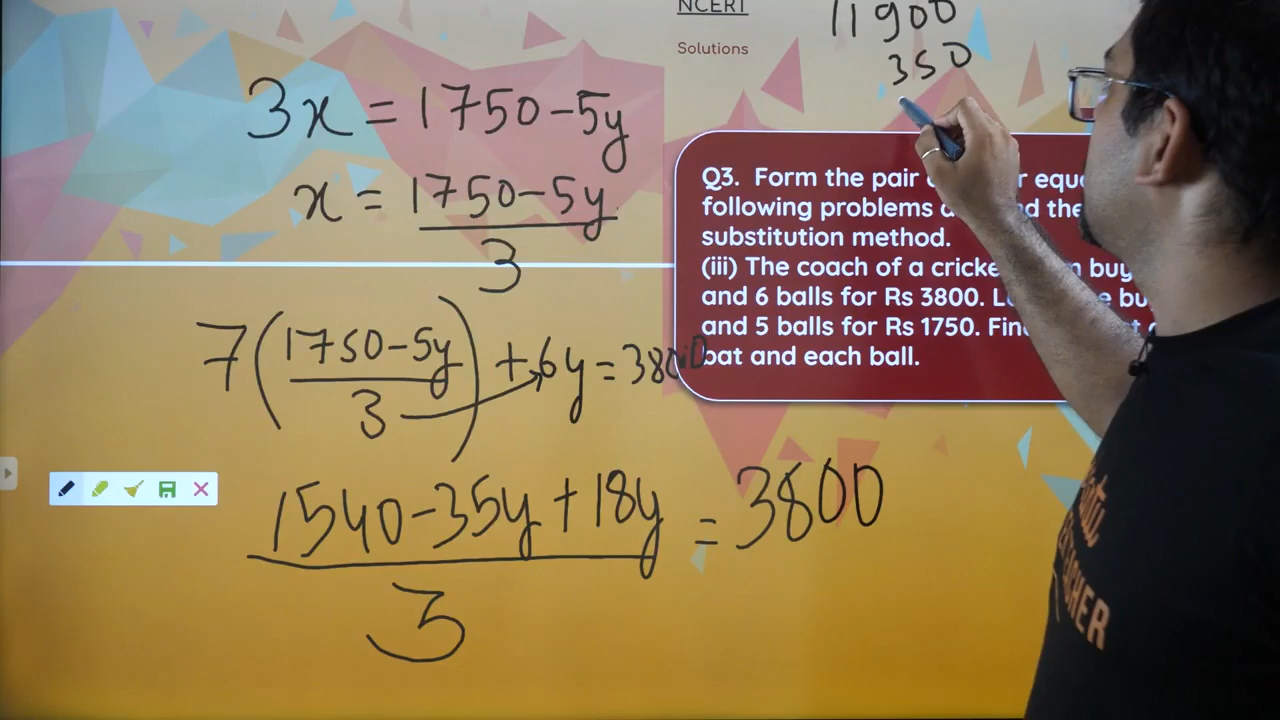 NCERT
Solutions
11900
350
3x = 1750-5y
x = 1750-5y
3
7(1750-5y) + 6y = 3800
3
1540-35y + 18y = 3800
3
Q3. Form the pair
following problems
substitution method.
(iii) The coach of a
and 6 balls for Rs 3800.
and 5 balls for Rs 1750.
bat and each ball.